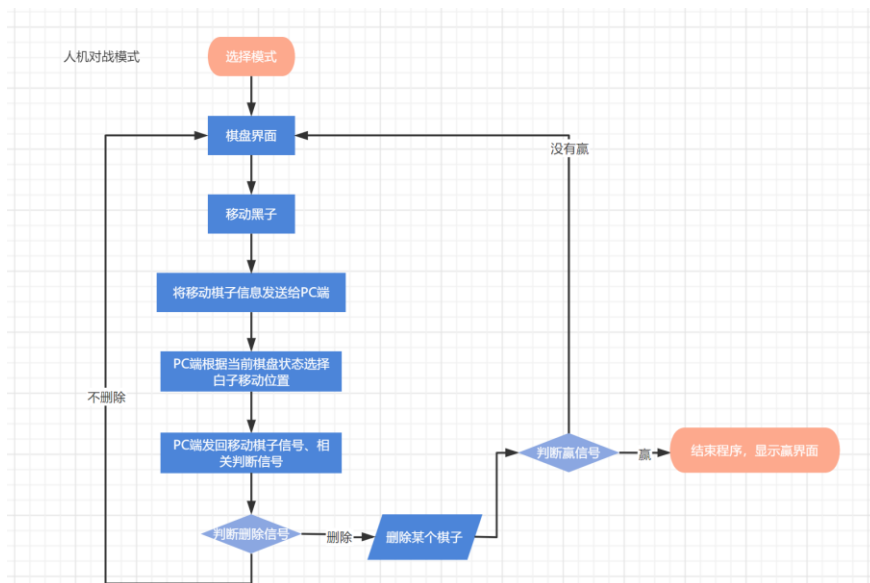 人机对战模式
选择模式
棋盘界面
没有赢
移动黑子
将移动棋子信息发送给PC端
PC端根据当前棋盘状态选择
白子移动位置
不删除
PC端发回移动棋子信号、相
关判断信号
判断赢信号
赢
结束程序，显示赢界面
判断删除信号
删除
删除某个棋子